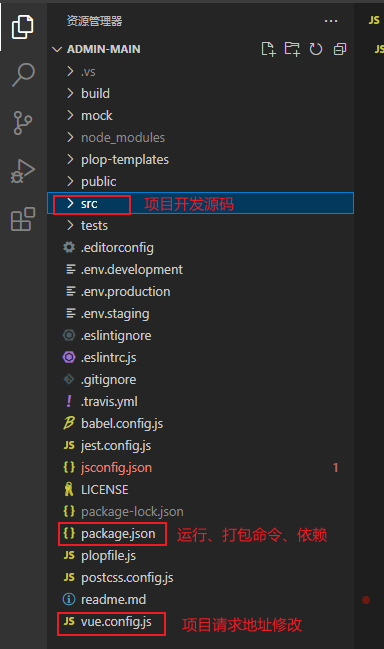 资源管理器 ···
ADMIN-MAIN
.vs
build
mock
node_modules
plop-templates
public
src 项目开发源码
tests
.editorconfig
.env.development
.env.production
.env.staging
.eslintignore
.eslintrc.js
.gitignore
.travis.yml
babel.config.js
JS jest.config.js
{} jsconfig.json 1
LICENSE
{} package-lock.json
{} package.json 运行、打包命令、依赖
JS plopfile.js
JS postcss.config.js
readme.md
JS vue.config.js 项目请求地址修改
JS
JS